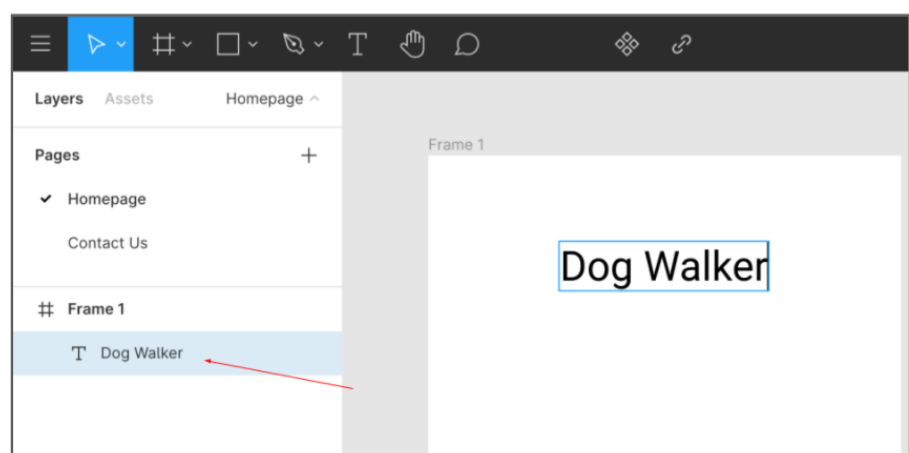 Layers Assets Homepage
Pages
Homepage
Contact Us
Frame 1
Dog Walker
Frame 1
Dog Walker